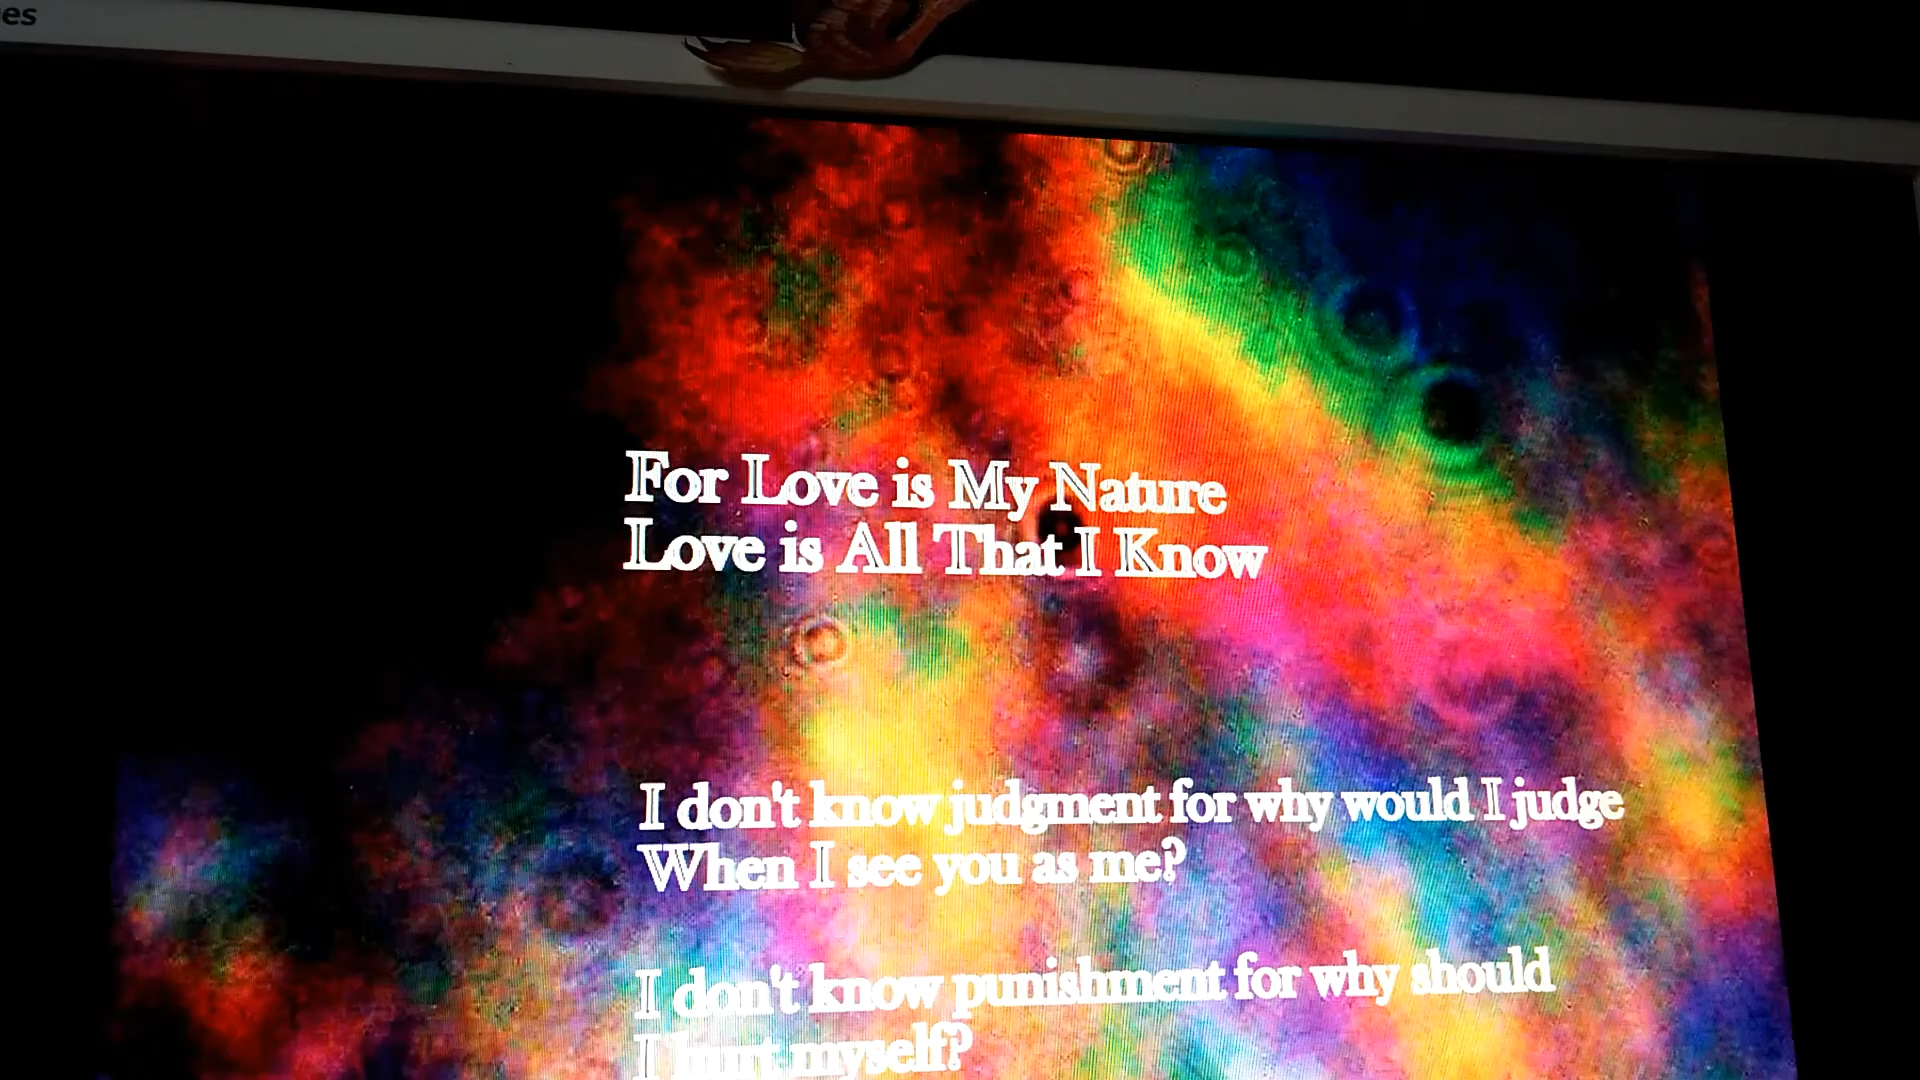 For Love is My Nature
Love is All That I Know
I don't know judgment for why would I judge
When I see you as me?
I don't know punishment for why should
I hurt myself?